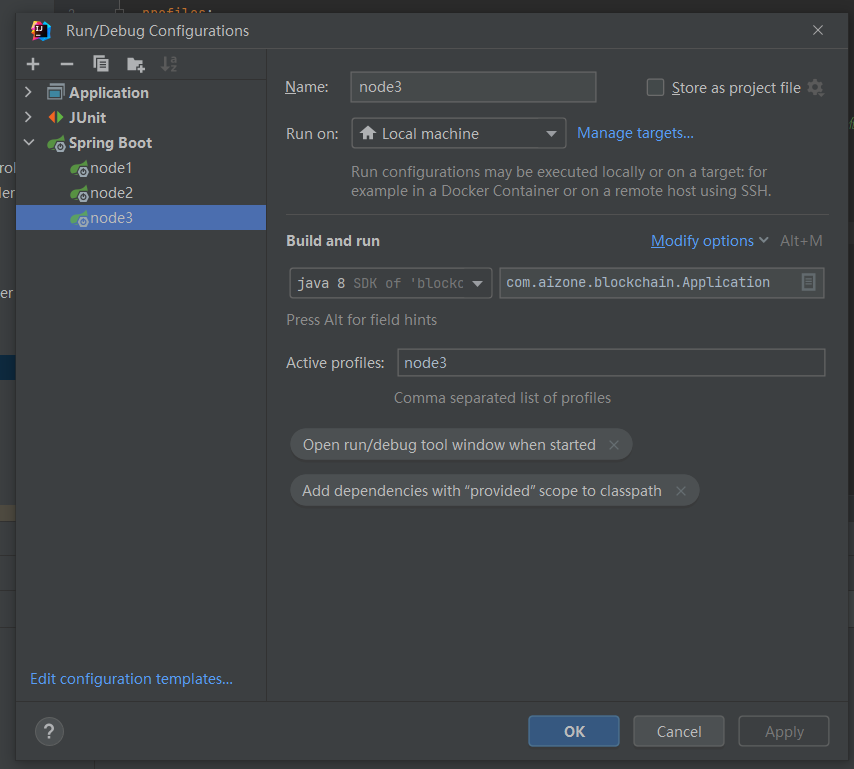 profiles:
Run/Debug Configurations
Application
JUnit
Spring Boot
node1
node2
node3
Edit configuration templates...
Name: node3 Store as project file
Run on: Local machine Manage targets...
Run configurations may be executed locally or on a target: for
example in a Docker Container or on a remote host using SSH.
Build and run Modify options Alt+M
java 8 SDK of 'blockc com.aizone.blockchain.Application
Press Alt for field hints
Active profiles: node3
Comma separated list of profiles
Open run/debug tool window when started
Add dependencies with “provided” scope to classpath
? OK Cancel Apply